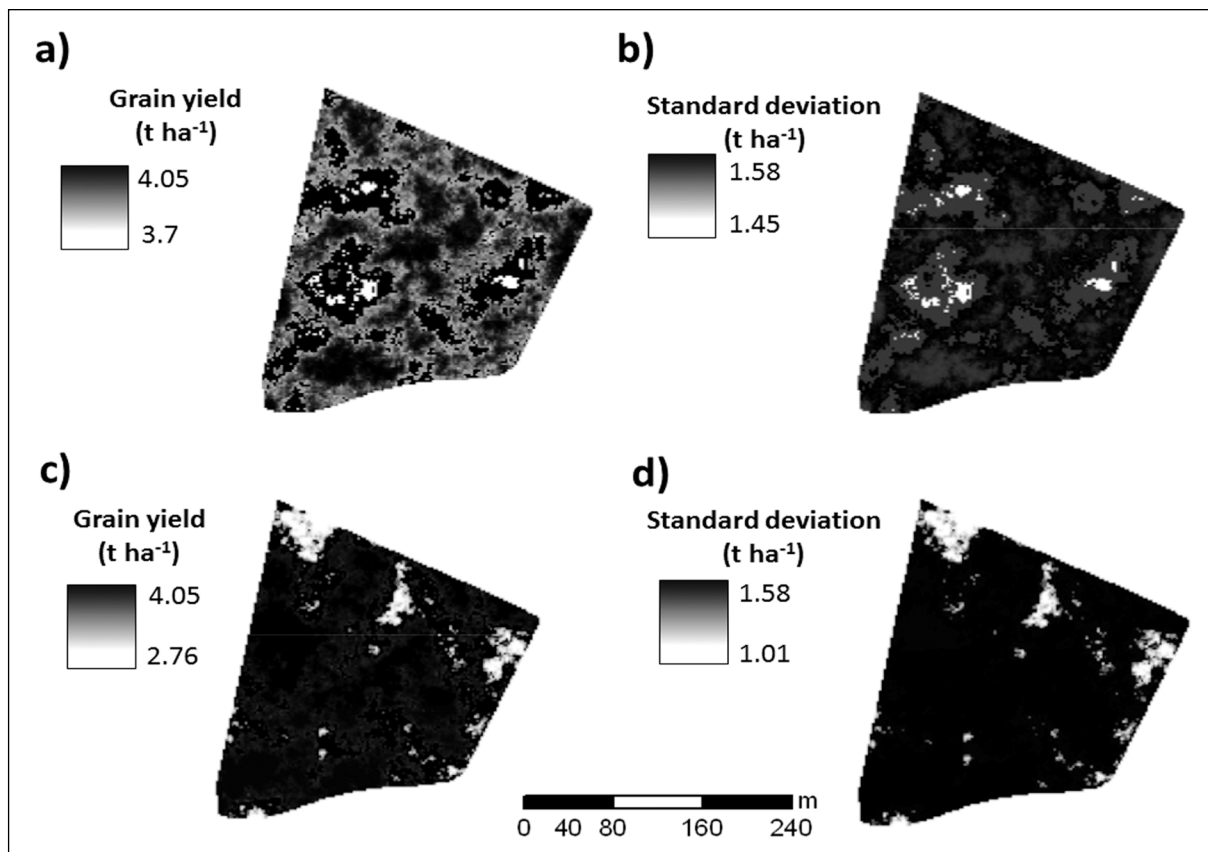 a)
Grain yield
(t ha⁻¹)
4.05
3.7
b)
Standard deviation
(t ha⁻¹)
1.58
1.45
c)
Grain yield
(t ha⁻¹)
4.05
2.76
d)
Standard deviation
(t ha⁻¹)
1.58
1.01
m
0 40 80 160 240